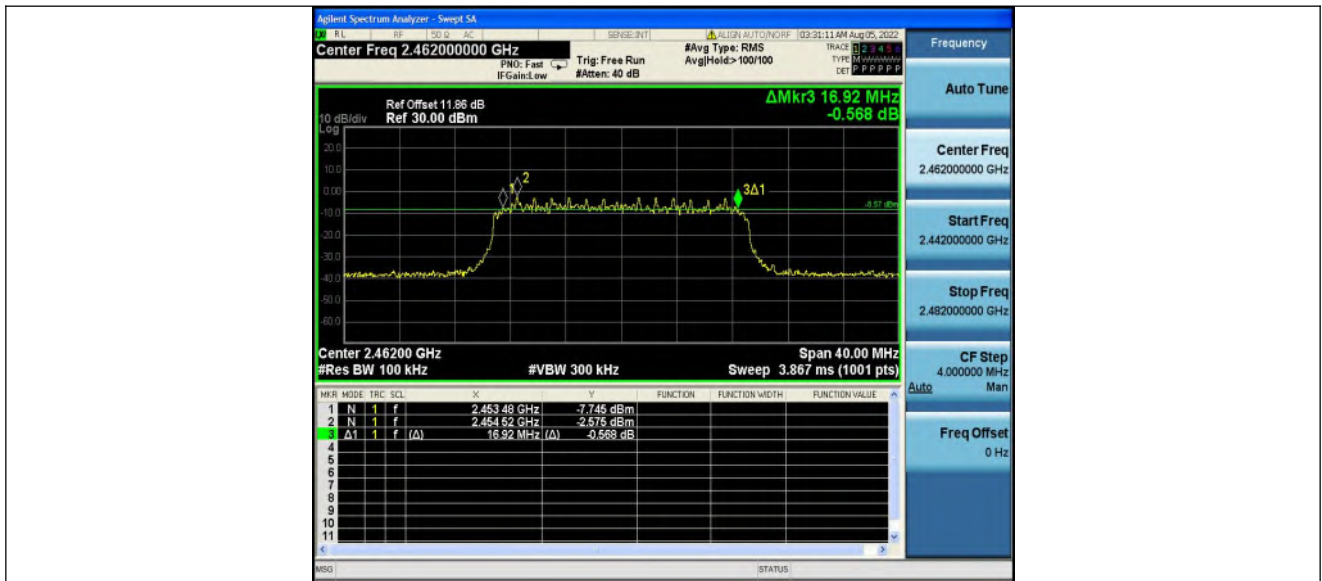 Agilent Spectrum Analyzer - Swept SA
RL RF 50 Ω AC SENSE:INT ALIGN AUTO/NORF 03:31:11 AM Aug 05, 2022
Center Freq 2.462000000 GHz #Avg Type: RMS TRACE 1 2 3 4 5 6
PNO: Fast Trig: Free Run Avg|Hold:>100/100 TYPE M
IFGain:Low #Atten: 40 dB DET P P P P P P
Frequency
Auto Tune
ΔMkr3 16.92 MHz
Ref Offset 11.86 dB
10 dB/div Ref 30.00 dBm -0.568 dB
Log
20.0
10.0
0.00
-10.0
-20.0
-30.0
-40.0
-50.0
-60.0
1
2
3Δ1
-8.57 dBm
Center Freq
2.462000000 GHz
Start Freq
2.442000000 GHz
Stop Freq
2.482000000 GHz
Center 2.46200 GHz Span 40.00 MHz
#Res BW 100 kHz #VBW 300 kHz Sweep 3.867 ms (1001 pts)
CF Step
4.000000 MHz
Auto Man
Freq Offset
0 Hz
MKR MODE TRC SCL X Y FUNCTION FUNCTION WIDTH FUNCTION VALUE
1 N 1 f 2.453 48 GHz -7.745 dBm
2 N 1 f 2.454 52 GHz -2.575 dBm
3 Δ1 1 f (Δ) 16.92 MHz (Δ) -0.568 dB
4
5
6
7
8
9
10
11
MSG STATUS